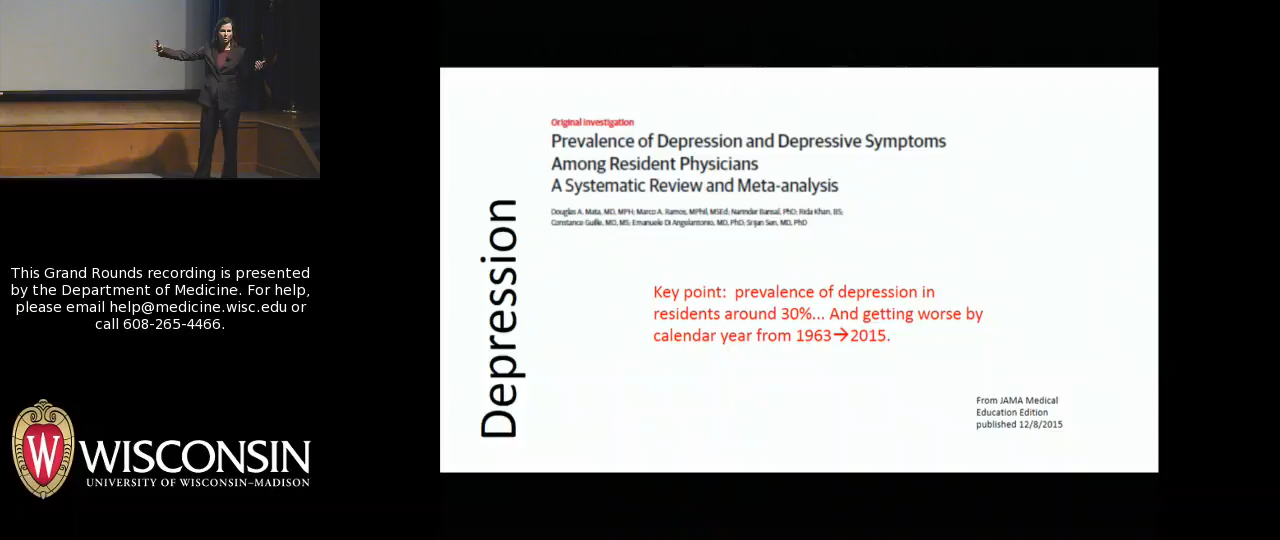 This Grand Rounds recording is presented
by the Department of Medicine. For help,
please email help@medicine.wisc.edu or
call 608-265-4466.
W
WISCONSIN
UNIVERSITY OF WISCONSIN–MADISON
Depression
Original Investigation
Prevalence of Depression and Depressive Symptoms
Among Resident Physicians
A Systematic Review and Meta-analysis
Douglas A. Mata, MD, MPH; Marco A. Ramos, MPhil, MSEd; Narinder Bansal, PhD; Rida Khan, BS;
Constance Guille, MD, MS; Emanuele Di Angelantonio, MD, PhD; Srijan Sen, MD, PhD
Key point:  prevalence of depression in
residents around 30%... And getting worse by
calendar year from 1963→2015.
From JAMA Medical
Education Edition
published 12/8/2015